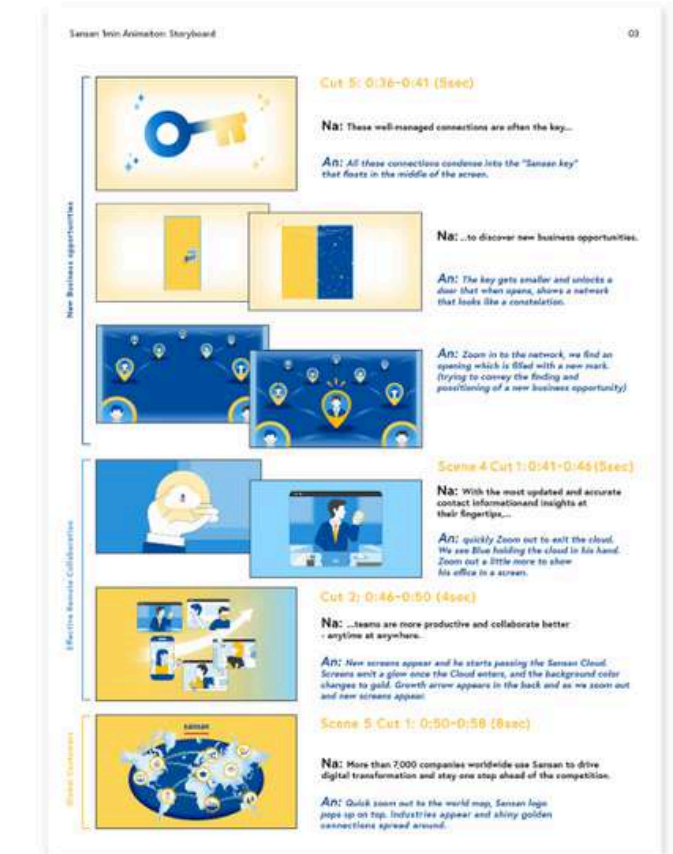 Sansan 1min Animaiton: Storyboard
03
New Business opportunities
Cut 5: 0:36-0:41 (5sec)
Na: These well-managed connections are often the key...
An: All these connections condense into the "Sansan key"
that floats in the middle of the screen.
Na: ...to discover new business opportunities.
An: The key gets smaller and unlocks a
door that when opens, shows a network
that looks like a constelation.
An: Zoom in to the network, we find an
opening which is filled with a new mark.
(trying to convey the finding and
possitioning of a new business opportunity)
Effective Remote Collaboration
Scene 4 Cut 1:0:41-0:46(5sec)
Na: With the most updated and accurate
contact informationand insights at
their fingertips,...
An: quickly Zoom out to exit the cloud.
We see Blue holding the cloud in his hand.
Zoom out a little more to show
his office in a screen.
Cut 2: 0:46-0:50 (4sec)
Na: ...teams are more productive and collaborate better
- anytime at anywhere.
An: New screens appear and he starts passing the Sansan Cloud.
Screens emit a glow once the Cloud enters, and the background color
changes to gold. Growth arrow appears in the back and as we zoom out
and new screens appear.
Global Customers
sansan
Scene 5 Cut 1: 0:50-0:58 (8sec)
Na: More than 7,000 companies worldwide use Sansan to drive
digital transformation and stay one step ahead of the competition.
An: Quick zoom out to the world map, Sansan logo
pops up on top. Industries appear and shiny golden
connections spread around.